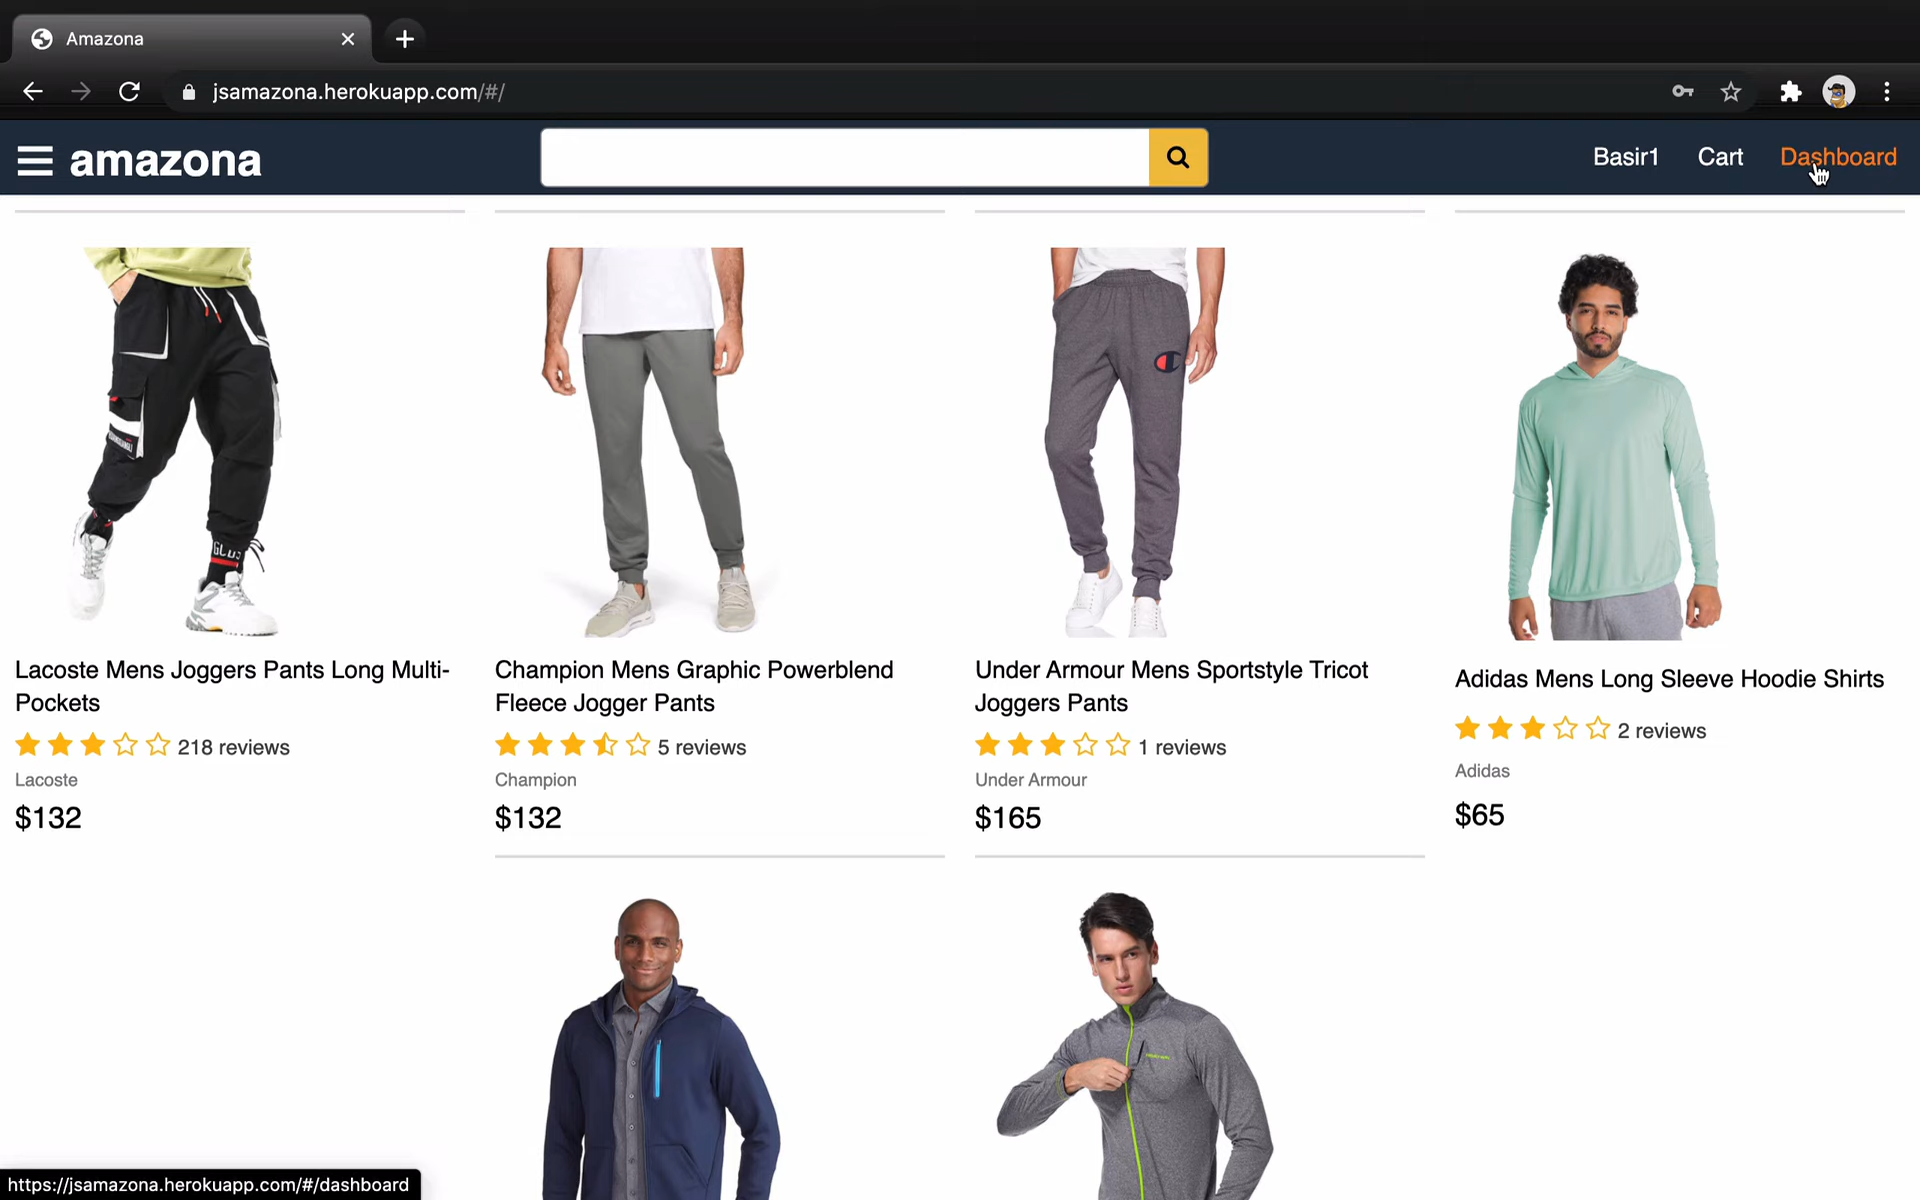 Amazona
jsamazona.herokuapp.com/#/
amazona
Basir1 Cart Dashboard
Lacoste Mens Joggers Pants Long Multi-
Pockets
218 reviews
Lacoste
$132
Champion Mens Graphic Powerblend
Fleece Jogger Pants
5 reviews
Champion
$132
Under Armour Mens Sportstyle Tricot
Joggers Pants
1 reviews
Under Armour
$165
Adidas Mens Long Sleeve Hoodie Shirts
2 reviews
Adidas
$65
https://jsamazona.herokuapp.com/#/dashboard